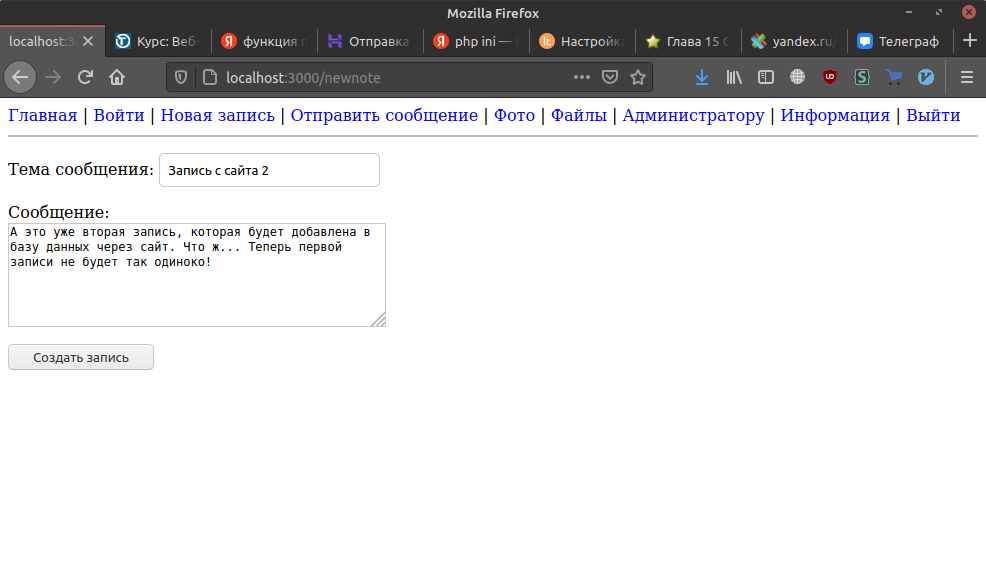 Mozilla Firefox
localhost:3 Курс: Веб- функция п Отправка php ini — Настройка Глава 15 С yandex.ru/ Телеграф
localhost:3000/newnote
Главная | Войти | Новая запись | Отправить сообщение | Фото | Файлы | Администратору | Информация | Выйти
Тема сообщения: Запись с сайта 2
Сообщение:
А это уже вторая запись, которая будет добавлена в
базу данных через сайт. Что ж... Теперь первой
записи не будет так одиноко!
Создать запись